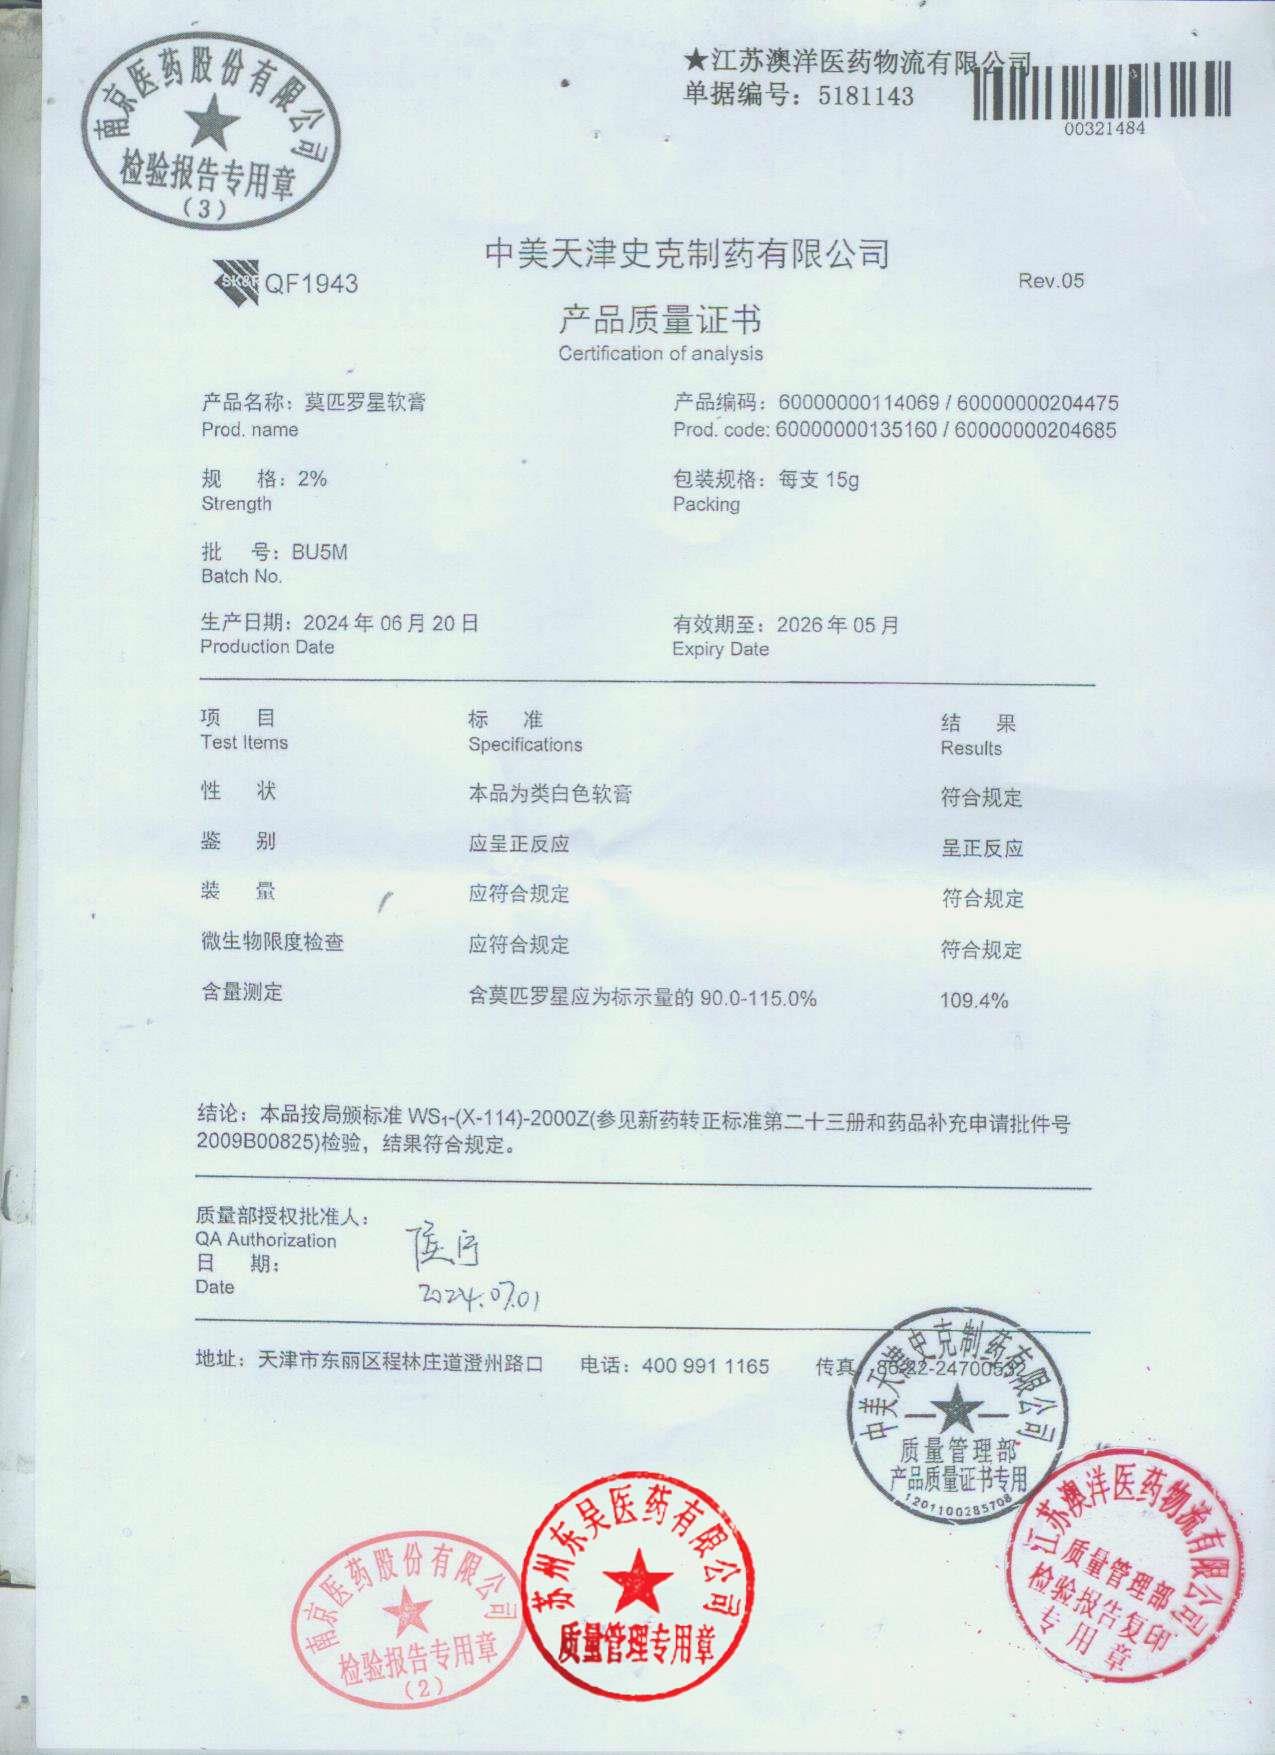 南京医药股份有限公司
检验报告专用章
(3)
★江苏澳洋医药物流有限公司
单据编号：5181143
00321484
中美天津史克制药有限公司
SK&F QF1943
Rev.05
产品质量证书
Certification of analysis
产品名称：莫匹罗星软膏
Prod. name
产品编码：60000000114069 / 60000000204475
Prod. code: 60000000135160 / 60000000204685
规 格：2%
Strength
包装规格：每支 15g
Packing
批 号：BU5M
Batch No.
生产日期：2024 年 06 月 20 日
Production Date
有效期至：2026 年 05 月
Expiry Date
项 目 标 准 结 果
Test Items Specifications Results
性 状 本品为类白色软膏 符合规定
鉴 别 应呈正反应 呈正反应
装 量 应符合规定 符合规定
微生物限度检查 应符合规定 符合规定
含量测定 含莫匹罗星应为标示量的 90.0-115.0% 109.4%
结论：本品按局颁标准 WS₁-(X-114)-2000Z(参见新药转正标准第二十三册和药品补充申请批件号
2009B00825)检验，结果符合规定。
质量部授权批准人：
QA Authorization
日 期：
Date
2024.07.01
地址：天津市东丽区程林庄道澄州路口 电话：400 991 1165 传真
中美天津史克制药有限公司
质量管理部
产品质量证书专用
1201100285708
江苏澳洋医药物流有限公司
质量管理部
检验报告复印
专用章
苏州东吴医药有限公司
质量管理专用章
南京医药股份有限公司
检验报告专用章
(2)